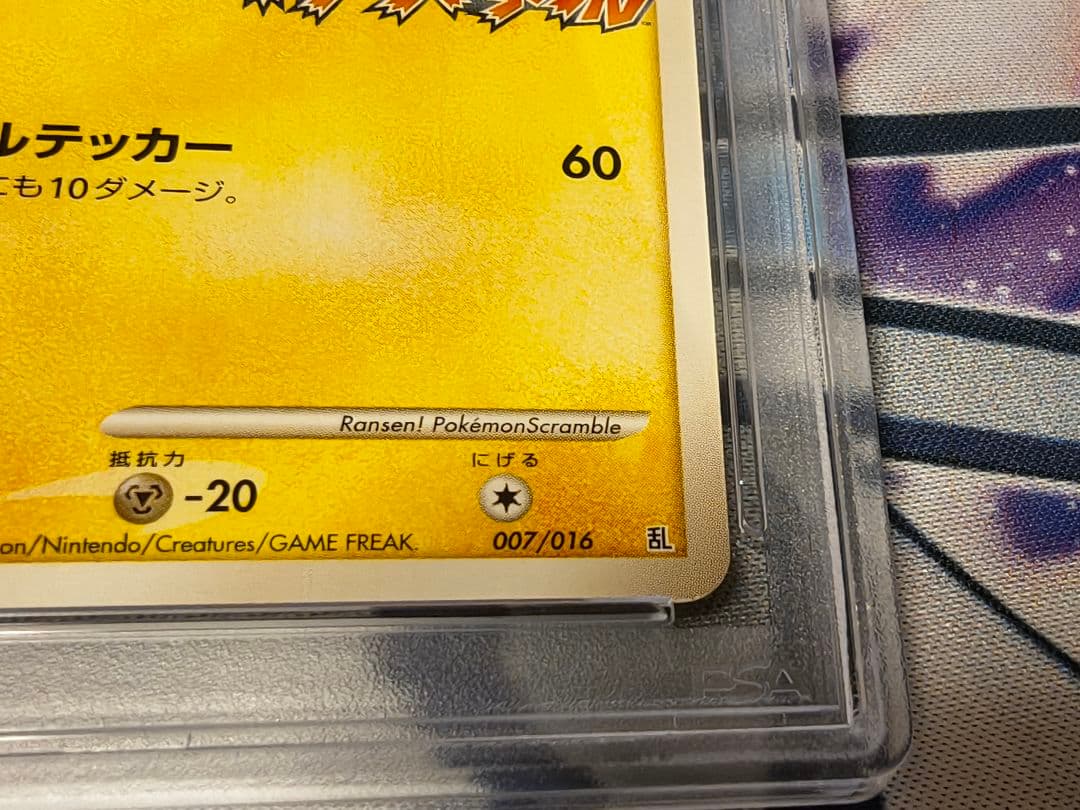 ルテッカー
60
にも10ダメージ。
Ransen! PokémonScramble
抵抗力
にげる
-20
on/Nintendo/Creatures/GAME FREAK.
007/016
乱
PSA